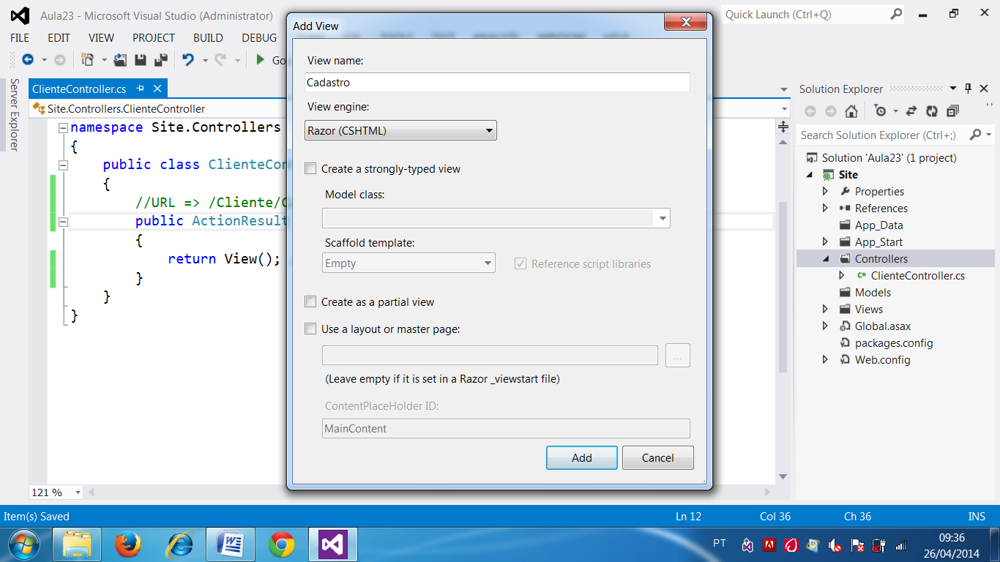 Aula23 - Microsoft Visual Studio (Administrator)
Quick Launch (Ctrl+Q)
FILE EDIT VIEW PROJECT BUILD DEBUG
Go
Server Explorer
ClienteController.cs
Site.Controllers.ClienteController
namespace Site.Controllers
{
public class ClienteCon
{
//URL => /Cliente/C
public ActionResult
{
return View();
}
}
}
121 %
Add View
View name:
Cadastro
View engine:
Razor (CSHTML)
Create a strongly-typed view
Model class:
Scaffold template:
Empty
Reference script libraries
Create as a partial view
Use a layout or master page:
...
(Leave empty if it is set in a Razor _viewstart file)
ContentPlaceHolder ID:
MainContent
Add
Cancel
Solution Explorer
Search Solution Explorer (Ctrl+;)
Solution 'Aula23' (1 project)
Site
Properties
References
App_Data
App_Start
Controllers
ClienteController.cs
Models
Views
Global.asax
packages.config
Web.config
Item(s) Saved
Ln 12
Col 36
Ch 36
INS
PT
09:36
26/04/2014